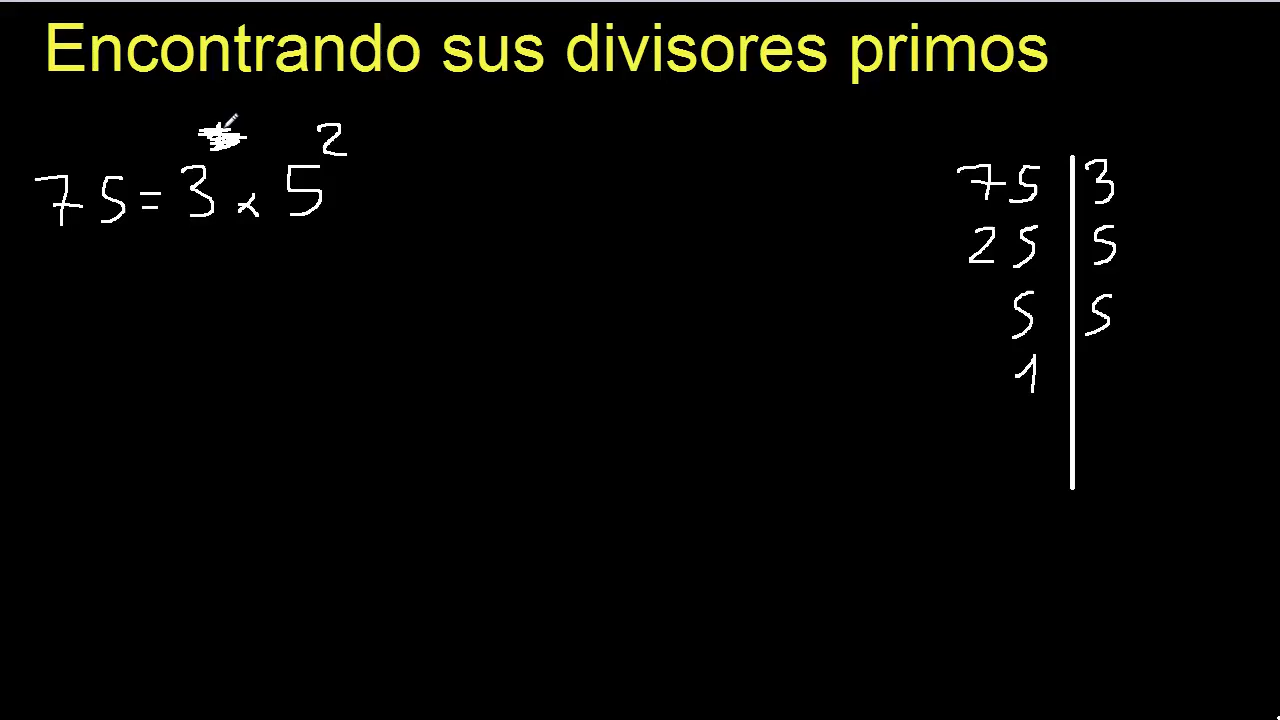 Encontrando sus divisores primos
75=3×5²
75 | 3
25 | 5
5 | 5
1 |